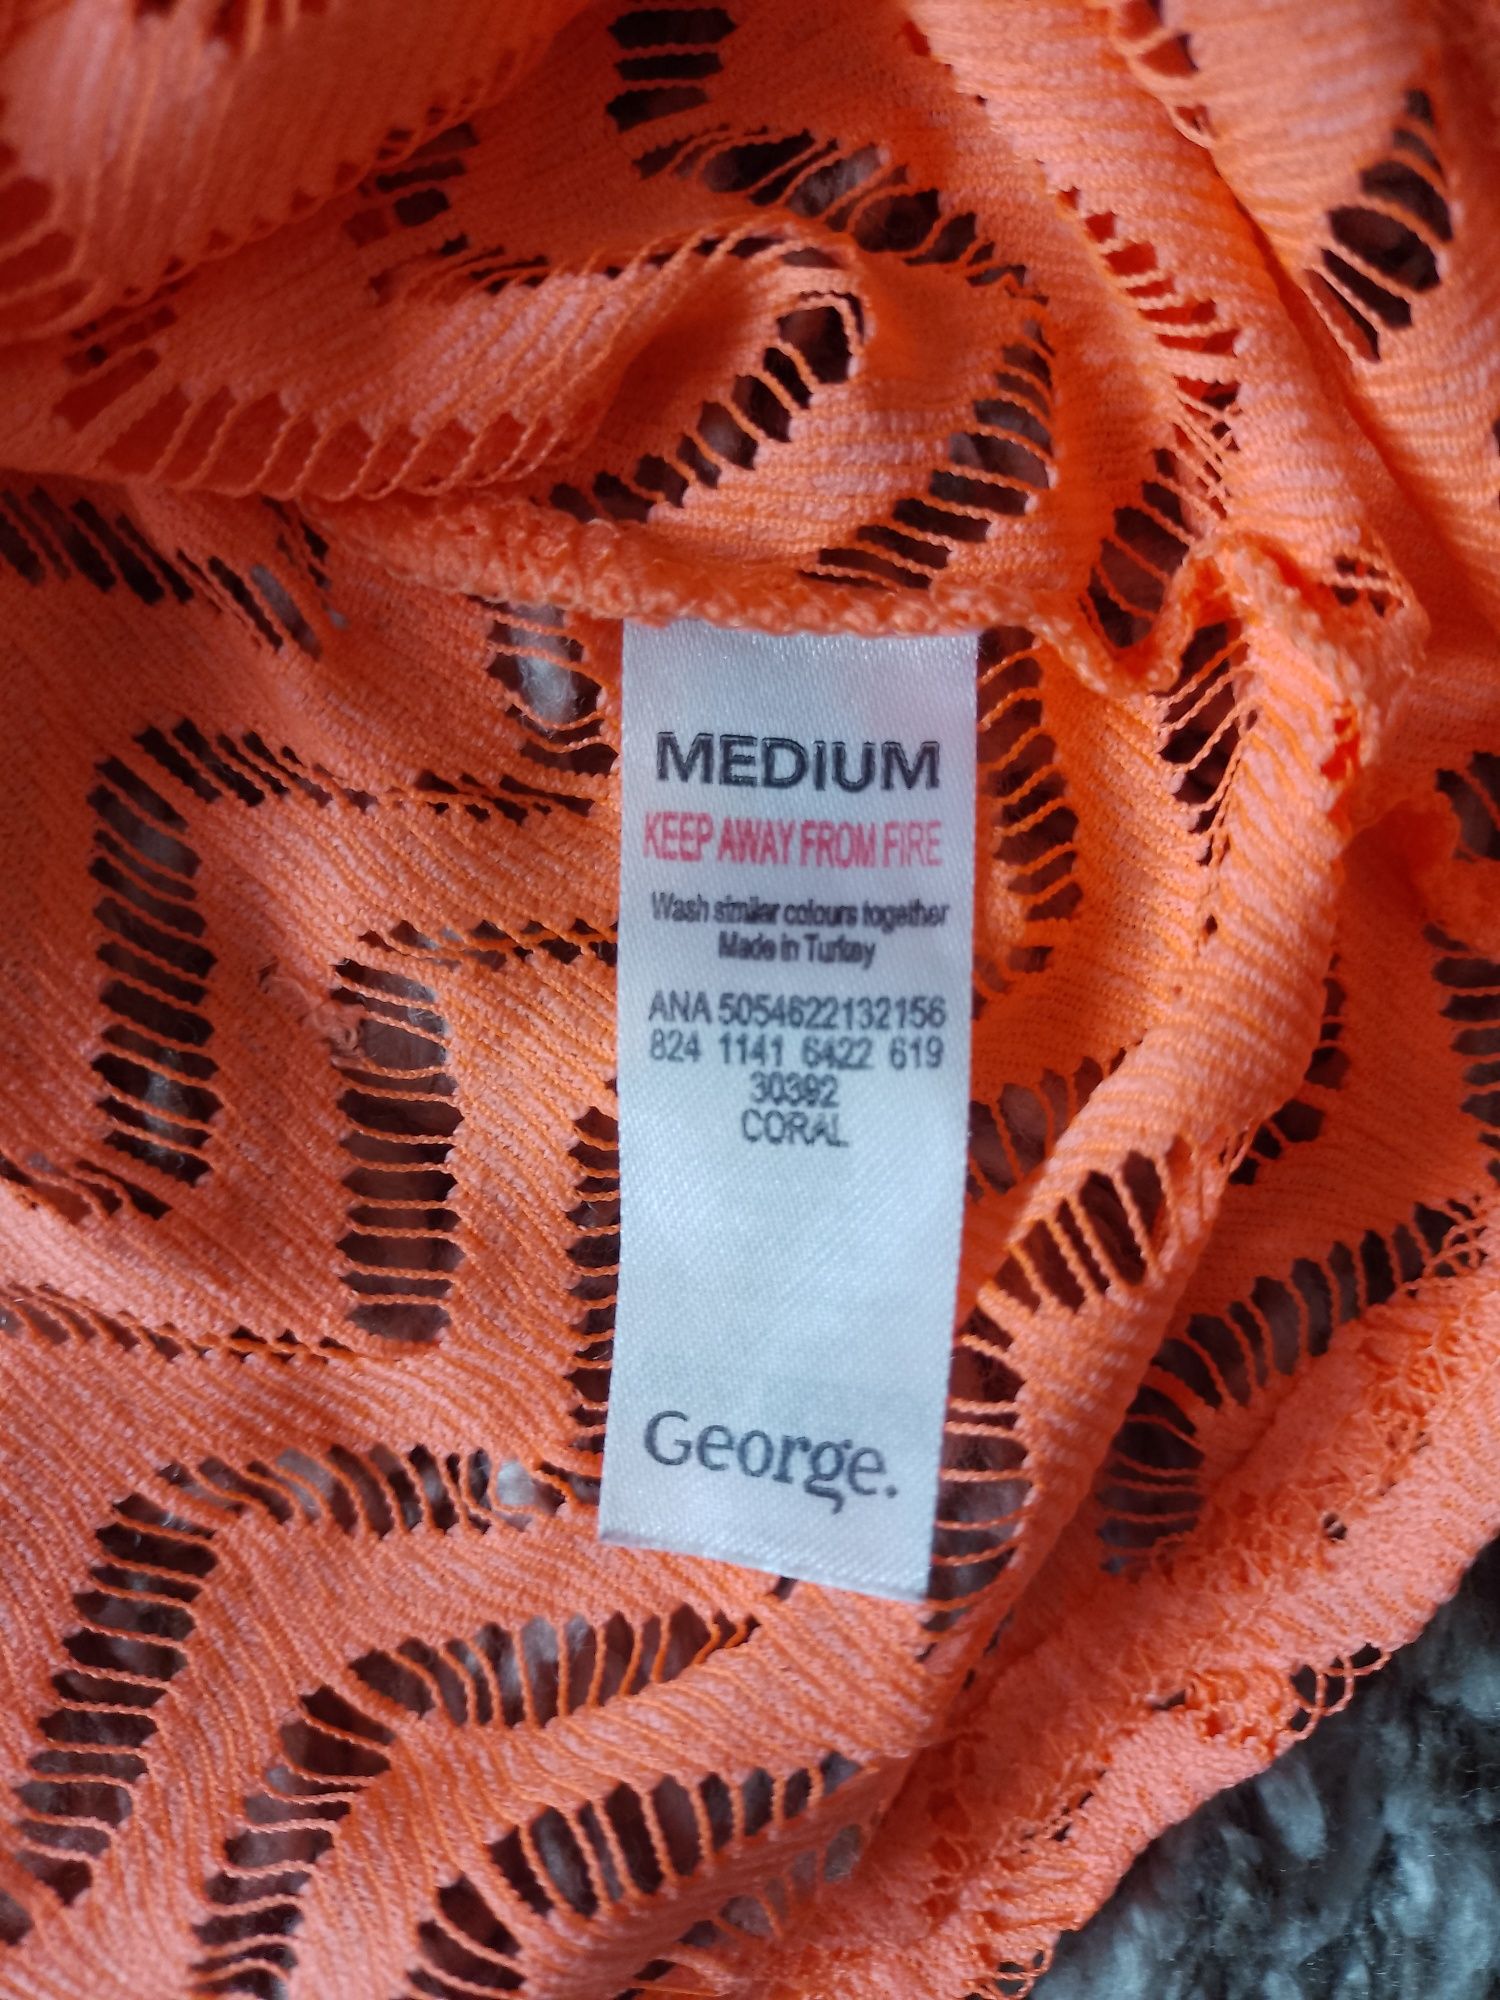 MEDIUM
KEEP AWAY FROM FIRE
Wash similar colours together
Made in Turkey
ANA 5054622132156
824 1141 6422 619
30392
CORAL
George.